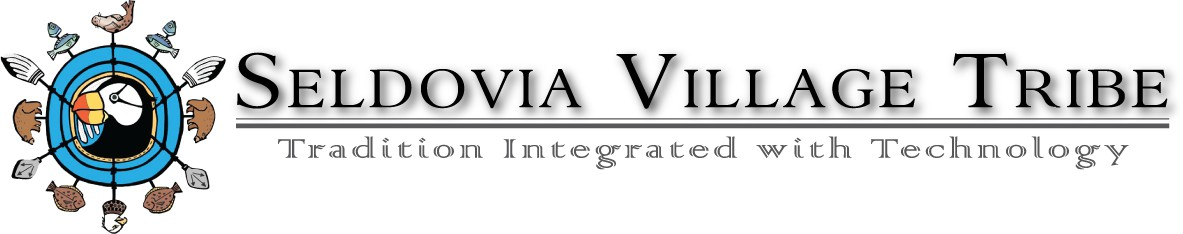 Seldovia Village Tribe
Tradition Integrated with Technology